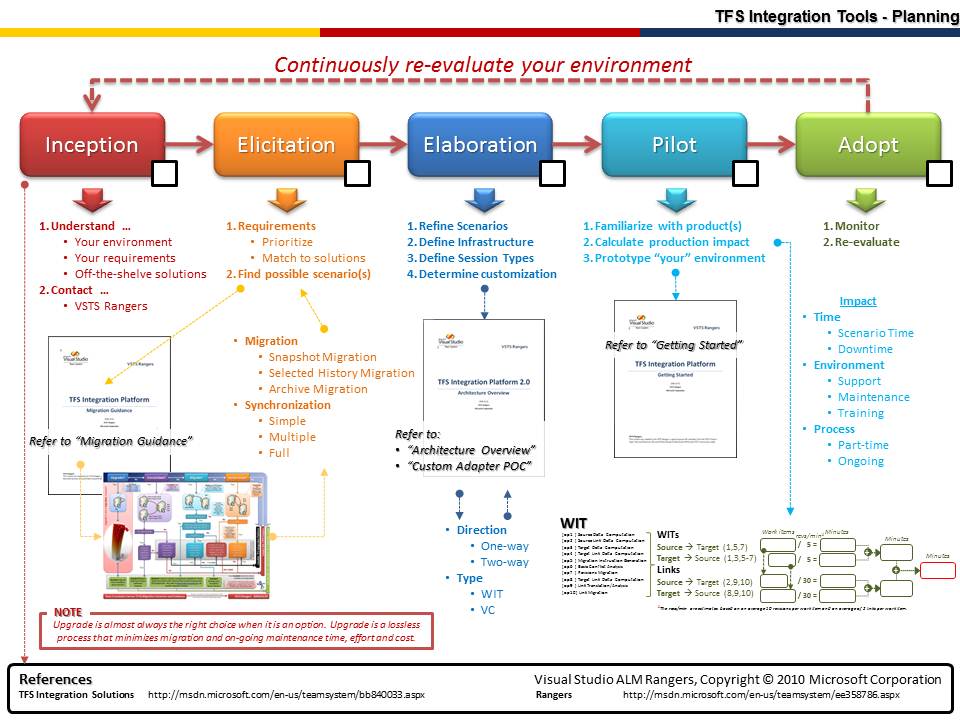 TFS Integration Tools - Planning
Continuously re-evaluate your environment
Inception
Elicitation
Elaboration
Pilot
Adopt
1. Understand …
• Your environment
• Your requirements
• Off-the-shelve solutions
2. Contact …
• VSTS Rangers
1. Requirements
• Prioritize
• Match to solutions
2. Find possible scenario(s)
1. Refine Scenarios
2. Define Infrastructure
3. Define Session Types
4. Determine customization
1. Familiarize with product(s)
2. Calculate production impact
3. Prototype “your” environment
1. Monitor
2. Re-evaluate
Visual Studio
VSTS Rangers
TFS Integration Platform
Migration Guidance
Refer to “Migration Guidance”
• Migration
• Snapshot Migration
• Selected History Migration
• Archive Migration
• Synchronization
• Simple
• Multiple
• Full
Visual Studio
VSTS Rangers
TFS Integration Platform 2.0
Architecture Overview
Refer to:
• “Architecture Overview”
• “Custom Adapter POC”
• Direction
• One-way
• Two-way
• Type
• WIT
• VC
Visual Studio
VSTS Rangers
Refer to “Getting Started”
TFS Integration Platform
Getting Started
Impact
• Time
• Scenario Time
• Downtime
• Environment
• Support
• Maintenance
• Training
• Process
• Part-time
• Ongoing
WIT
WITs
Source → Target (1,5,7)
Target → Source (1,3,5-7)
Links
Source → Target (2,9,10)
Target → Source (8,9,10)
Work items
revs/min¹
Minutes
/ 5 =
/ 5 =
/ 30 =
/ 30 =
+
+
+
Minutes
Minutes
NOTE
Upgrade is almost always the right choice when it is an option. Upgrade is a lossless
process that minimizes migration and on-going maintenance time, effort and cost.
References
Visual Studio ALM Rangers, Copyright © 2010 Microsoft Corporation
TFS Integration Solutions http://msdn.microsoft.com/en-us/teamsystem/bb840033.aspx
Rangers http://msdn.microsoft.com/en-us/teamsystem/ee358786.aspx